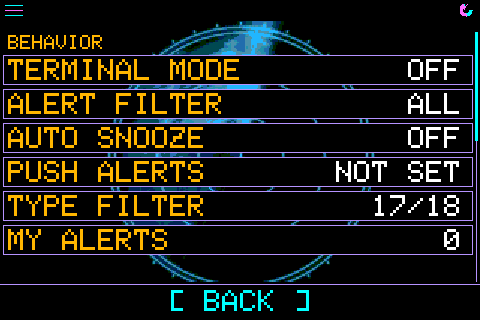 BEHAVIOR
TERMINAL MODE OFF
ALERT FILTER ALL
AUTO SNOOZE OFF
PUSH ALERTS NOT SET
TYPE FILTER 17/18
MY ALERTS 0
[ BACK ]